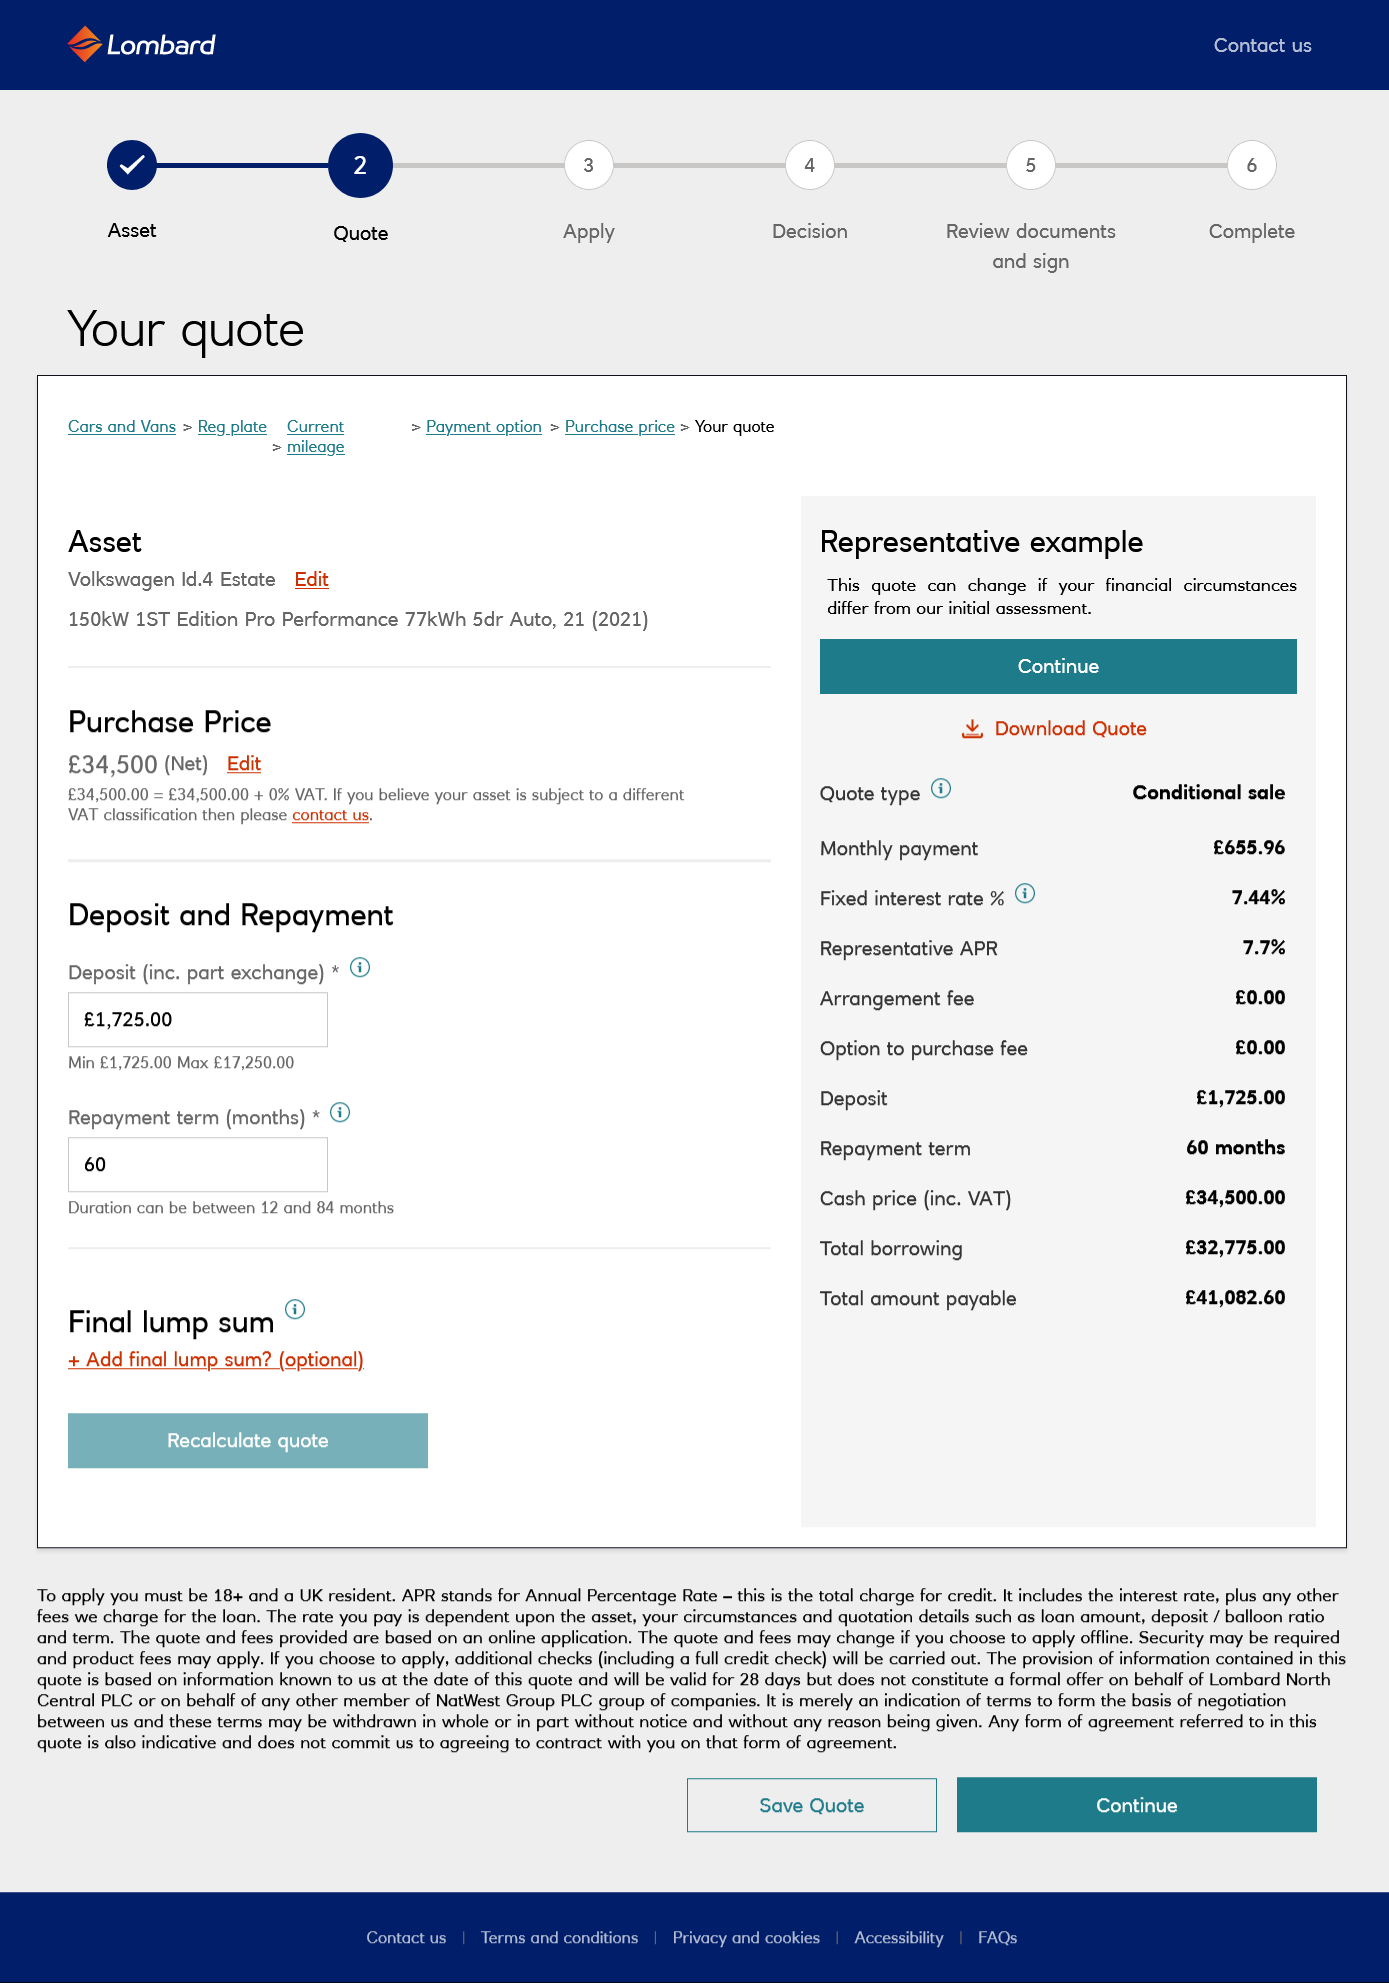 Lombard
Contact us
2
3
4
5
6
Asset
Quote
Apply
Decision
Review documents
and sign
Complete
Your quote
Cars and Vans > Reg plate > Current mileage > Payment option > Purchase price > Your quote
Asset
Volkswagen Id.4 Estate Edit
150kW 1ST Edition Pro Performance 77kWh 5dr Auto, 21 (2021)
Purchase Price
£34,500 (Net) Edit
£34,500.00 = £34,500.00 + 0% VAT. If you believe your asset is subject to a different
VAT classification then please contact us.
Deposit and Repayment
Deposit (inc. part exchange) *
£1,725.00
Min £1,725.00 Max £17,250.00
Repayment term (months) *
60
Duration can be between 12 and 84 months
Final lump sum
+ Add final lump sum? (optional)
Recalculate quote
Representative example
This quote can change if your financial circumstances
differ from our initial assessment.
Continue
Download Quote
Quote type Conditional sale
Monthly payment £655.96
Fixed interest rate % 7.44%
Representative APR 7.7%
Arrangement fee £0.00
Option to purchase fee £0.00
Deposit £1,725.00
Repayment term 60 months
Cash price (inc. VAT) £34,500.00
Total borrowing £32,775.00
Total amount payable £41,082.60
To apply you must be 18+ and a UK resident. APR stands for Annual Percentage Rate – this is the total charge for credit. It includes the interest rate, plus any other
fees we charge for the loan. The rate you pay is dependent upon the asset, your circumstances and quotation details such as loan amount, deposit / balloon ratio
and term. The quote and fees provided are based on an online application. The quote and fees may change if you choose to apply offline. Security may be required
and product fees may apply. If you choose to apply, additional checks (including a full credit check) will be carried out. The provision of information contained in this
quote is based on information known to us at the date of this quote and will be valid for 28 days but does not constitute a formal offer on behalf of Lombard North
Central PLC or on behalf of any other member of NatWest Group PLC group of companies. It is merely an indication of terms to form the basis of negotiation
between us and these terms may be withdrawn in whole or in part without notice and without any reason being given. Any form of agreement referred to in this
quote is also indicative and does not commit us to agreeing to contract with you on that form of agreement.
Save Quote
Continue
Contact us | Terms and conditions | Privacy and cookies | Accessibility | FAQs